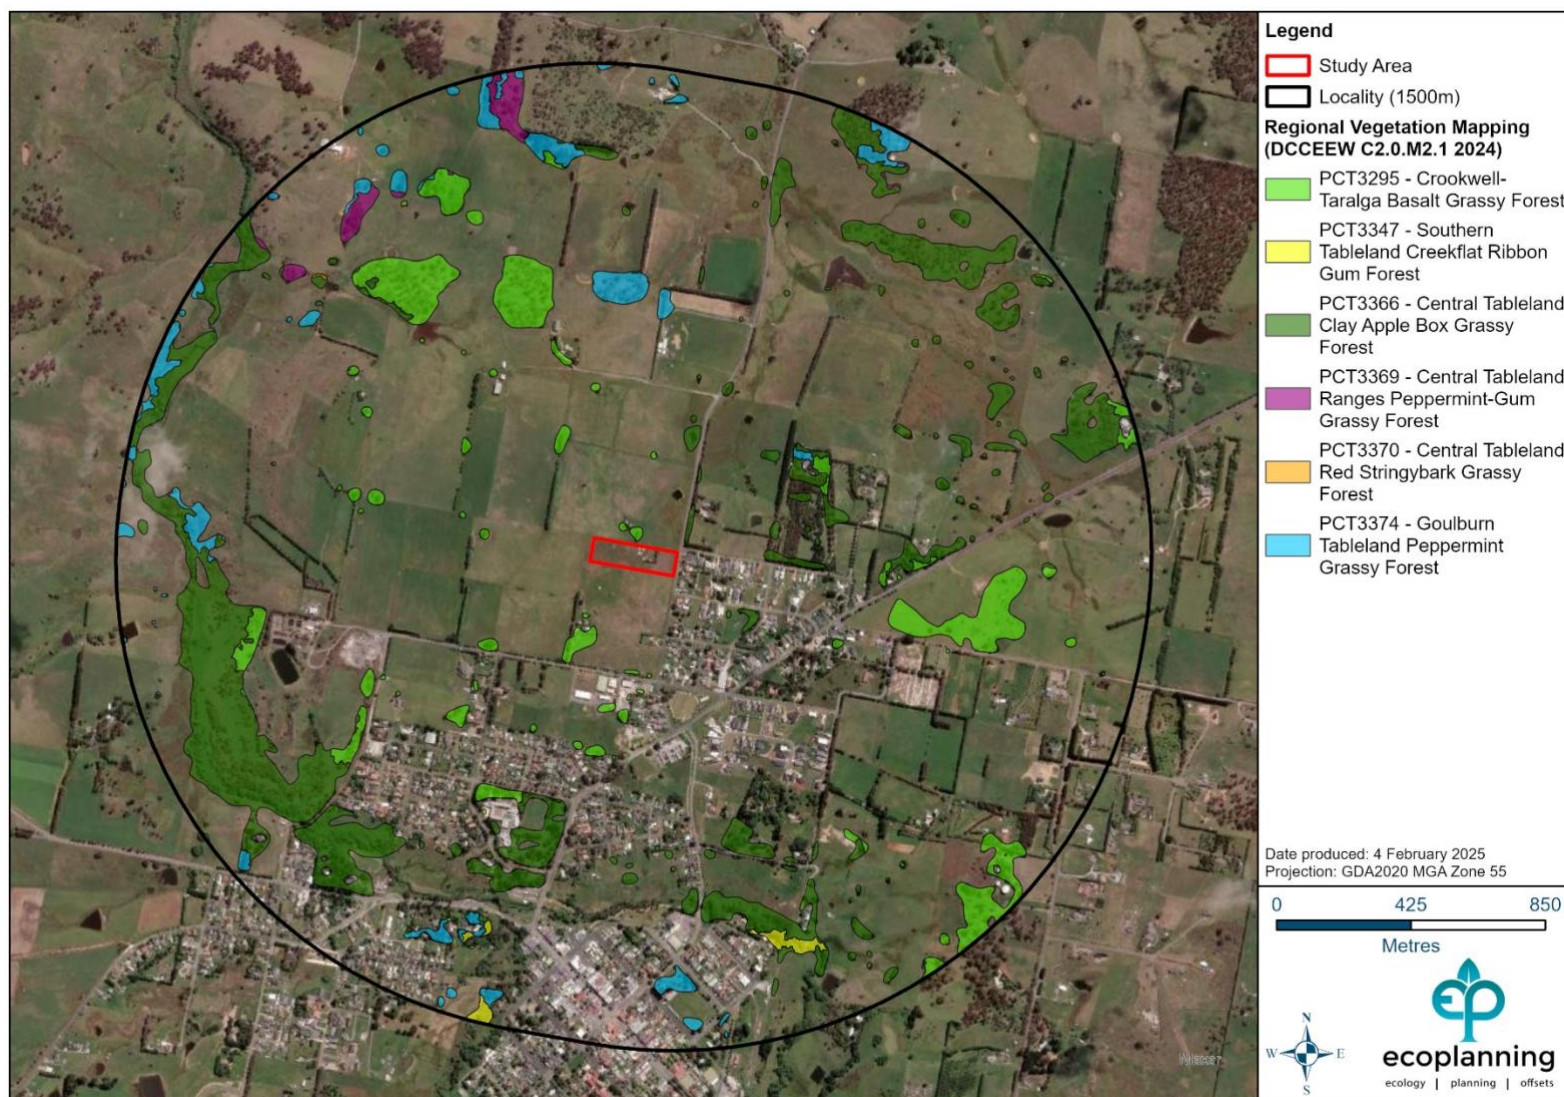 Legend
Study Area
Locality (1500m)
Regional Vegetation Mapping
(DCCEEW C2.0.M2.1 2024)
PCT3295 - Crookwell-
Taralga Basalt Grassy Forest
PCT3347 - Southern
Tableland Creekflat Ribbon
Gum Forest
PCT3366 - Central Tableland
Clay Apple Box Grassy
Forest
PCT3369 - Central Tableland
Ranges Peppermint-Gum
Grassy Forest
PCT3370 - Central Tableland
Red Stringybark Grassy
Forest
PCT3374 - Goulburn
Tableland Peppermint
Grassy Forest
Date produced: 4 February 2025
Projection: GDA2020 MGA Zone 55
0 425 850
Metres
N
W E
S
ep
ecoplanning
ecology | planning | offsets
Maxar